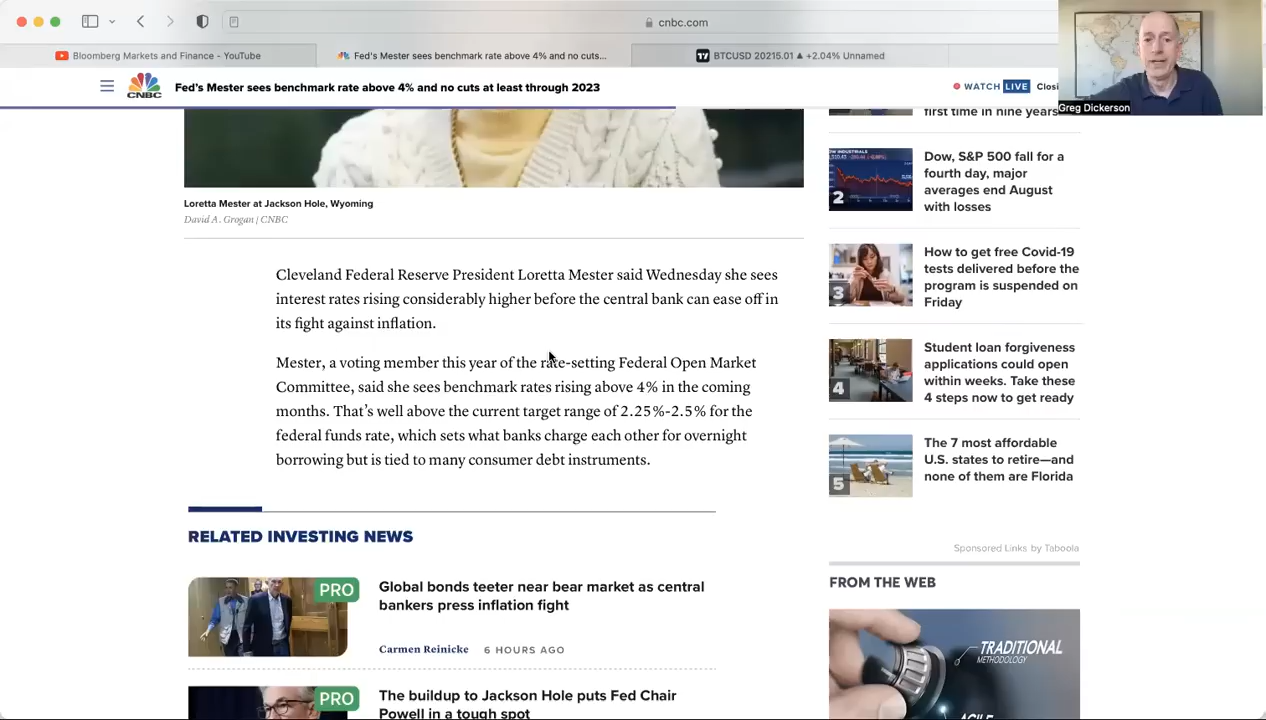 cnbc.com
Bloomberg Markets and Finance - YouTube
Fed's Mester sees benchmark rate above 4% and no cuts...
BTCUSD 20215.01 ▲ +2.04% Unnamed
CNBC
Fed's Mester sees benchmark rate above 4% and no cuts at least through 2023
WATCH LIVE
Greg Dickerson
Loretta Mester at Jackson Hole, Wyoming
David A. Grogan | CNBC
Cleveland Federal Reserve President Loretta Mester said Wednesday she sees
interest rates rising considerably higher before the central bank can ease off in
its fight against inflation.
Mester, a voting member this year of the rate-setting Federal Open Market
Committee, said she sees benchmark rates rising above 4% in the coming
months. That's well above the current target range of 2.25%-2.5% for the
federal funds rate, which sets what banks charge each other for overnight
borrowing but is tied to many consumer debt instruments.
RELATED INVESTING NEWS
PRO
Global bonds teeter near bear market as central
bankers press inflation fight
Carmen Reinicke 6 HOURS AGO
PRO
The buildup to Jackson Hole puts Fed Chair
Powell in a tough spot
first time in nine years
2
Dow, S&P 500 fall for a
fourth day, major
averages end August
with losses
3
How to get free Covid-19
tests delivered before the
program is suspended on
Friday
4
Student loan forgiveness
applications could open
within weeks. Take these
4 steps now to get ready
5
The 7 most affordable
U.S. states to retire—and
none of them are Florida
Sponsored Links by Taboola
FROM THE WEB
TRADITIONAL
METHODOLOGY
AGILE